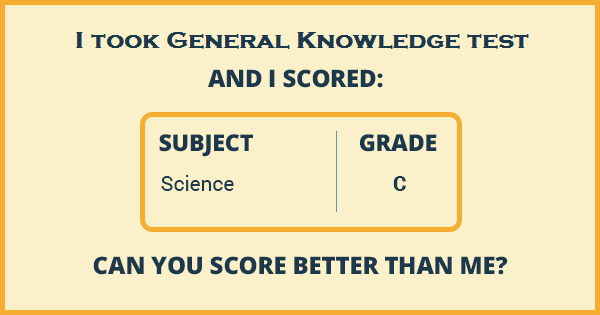 I took General Knowledge test
AND I SCORED:
SUBJECT GRADE
Science C
CAN YOU SCORE BETTER THAN ME?